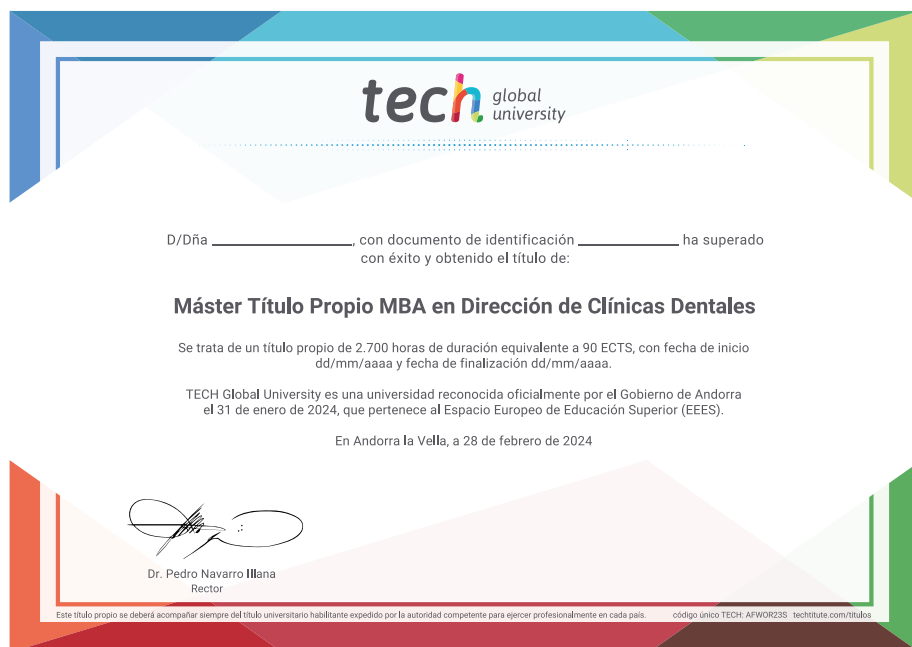 tech global university
D/Dña ____________________, con documento de identificación ______________ ha superado
con éxito y obtenido el título de:
Máster Título Propio MBA en Dirección de Clínicas Dentales
Se trata de un título propio de 2.700 horas de duración equivalente a 90 ECTS, con fecha de inicio
dd/mm/aaaa y fecha de finalización dd/mm/aaaa.
TECH Global University es una universidad reconocida oficialmente por el Gobierno de Andorra
el 31 de enero de 2024, que pertenece al Espacio Europeo de Educación Superior (EEES).
En Andorra la Vella, a 28 de febrero de 2024
Dr. Pedro Navarro Illana
Rector
Este título propio se deberá acompañar siempre del título universitario habilitante expedido por la autoridad competente para ejercer profesionalmente en cada país. código único TECH: AFWOR23S techtitute.com/titulos